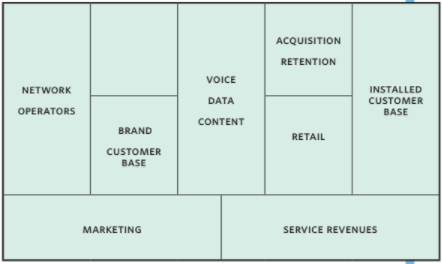 NETWORK
OPERATORS
BRAND
CUSTOMER
BASE
VOICE
DATA
CONTENT
ACQUISITION
RETENTION
RETAIL
INSTALLED
CUSTOMER
BASE
MARKETING
SERVICE REVENUES